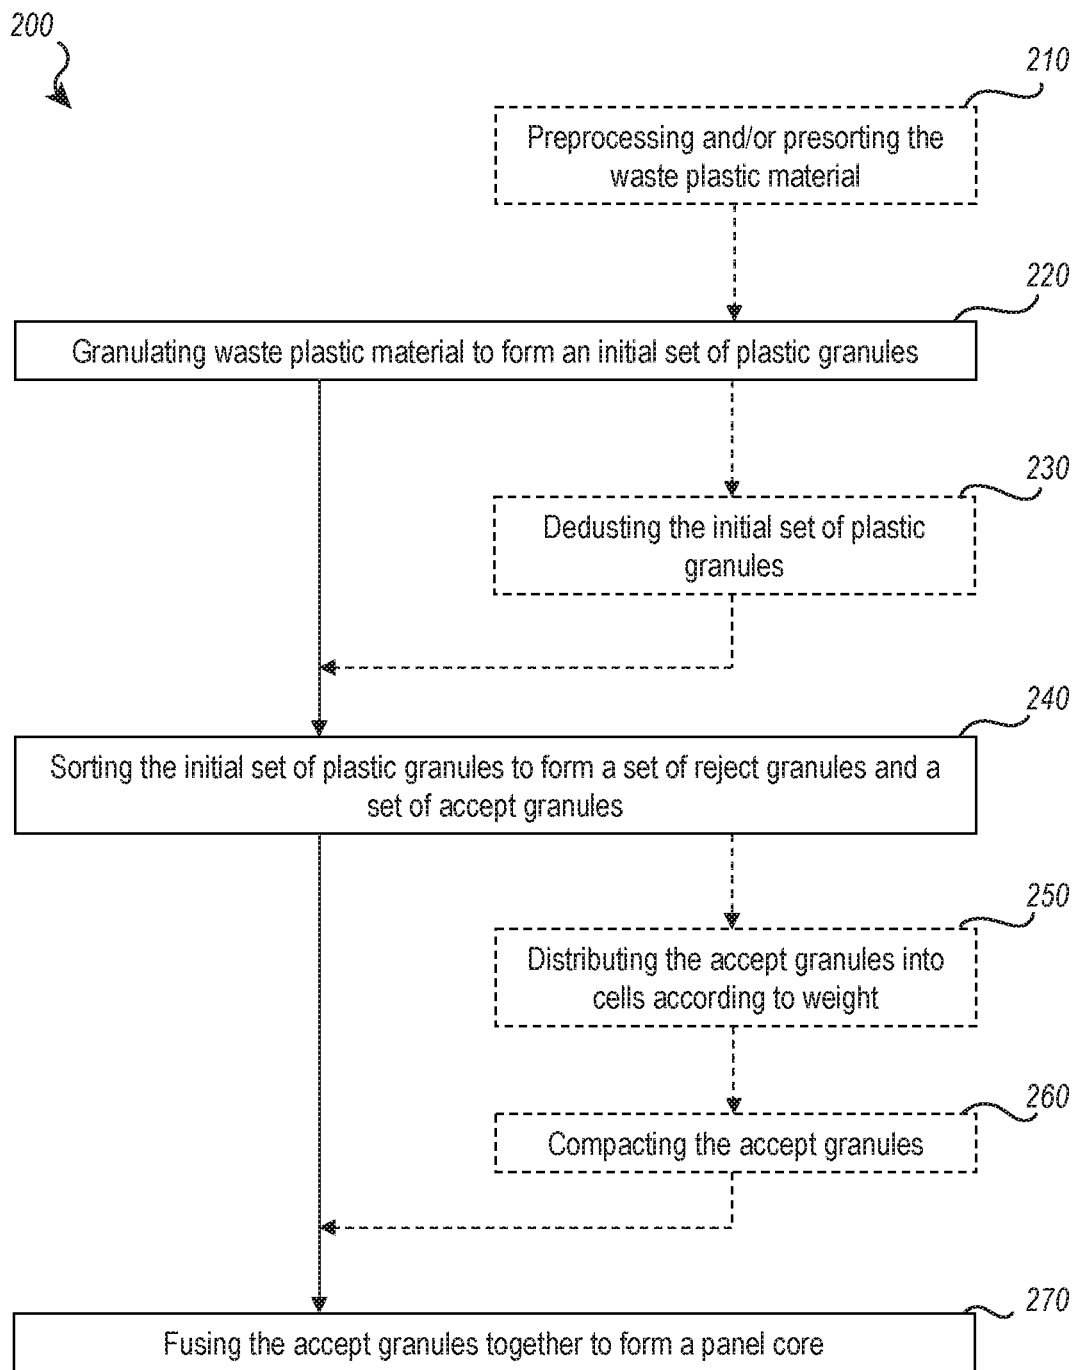 200
210
Preprocessing and/or presorting the
waste plastic material
220
Granulating waste plastic material to form an initial set of plastic granules
230
Dedusting the initial set of plastic
granules
240
Sorting the initial set of plastic granules to form a set of reject granules and a
set of accept granules
250
Distributing the accept granules into
cells according to weight
260
Compacting the accept granules
270
Fusing the accept granules together to form a panel core